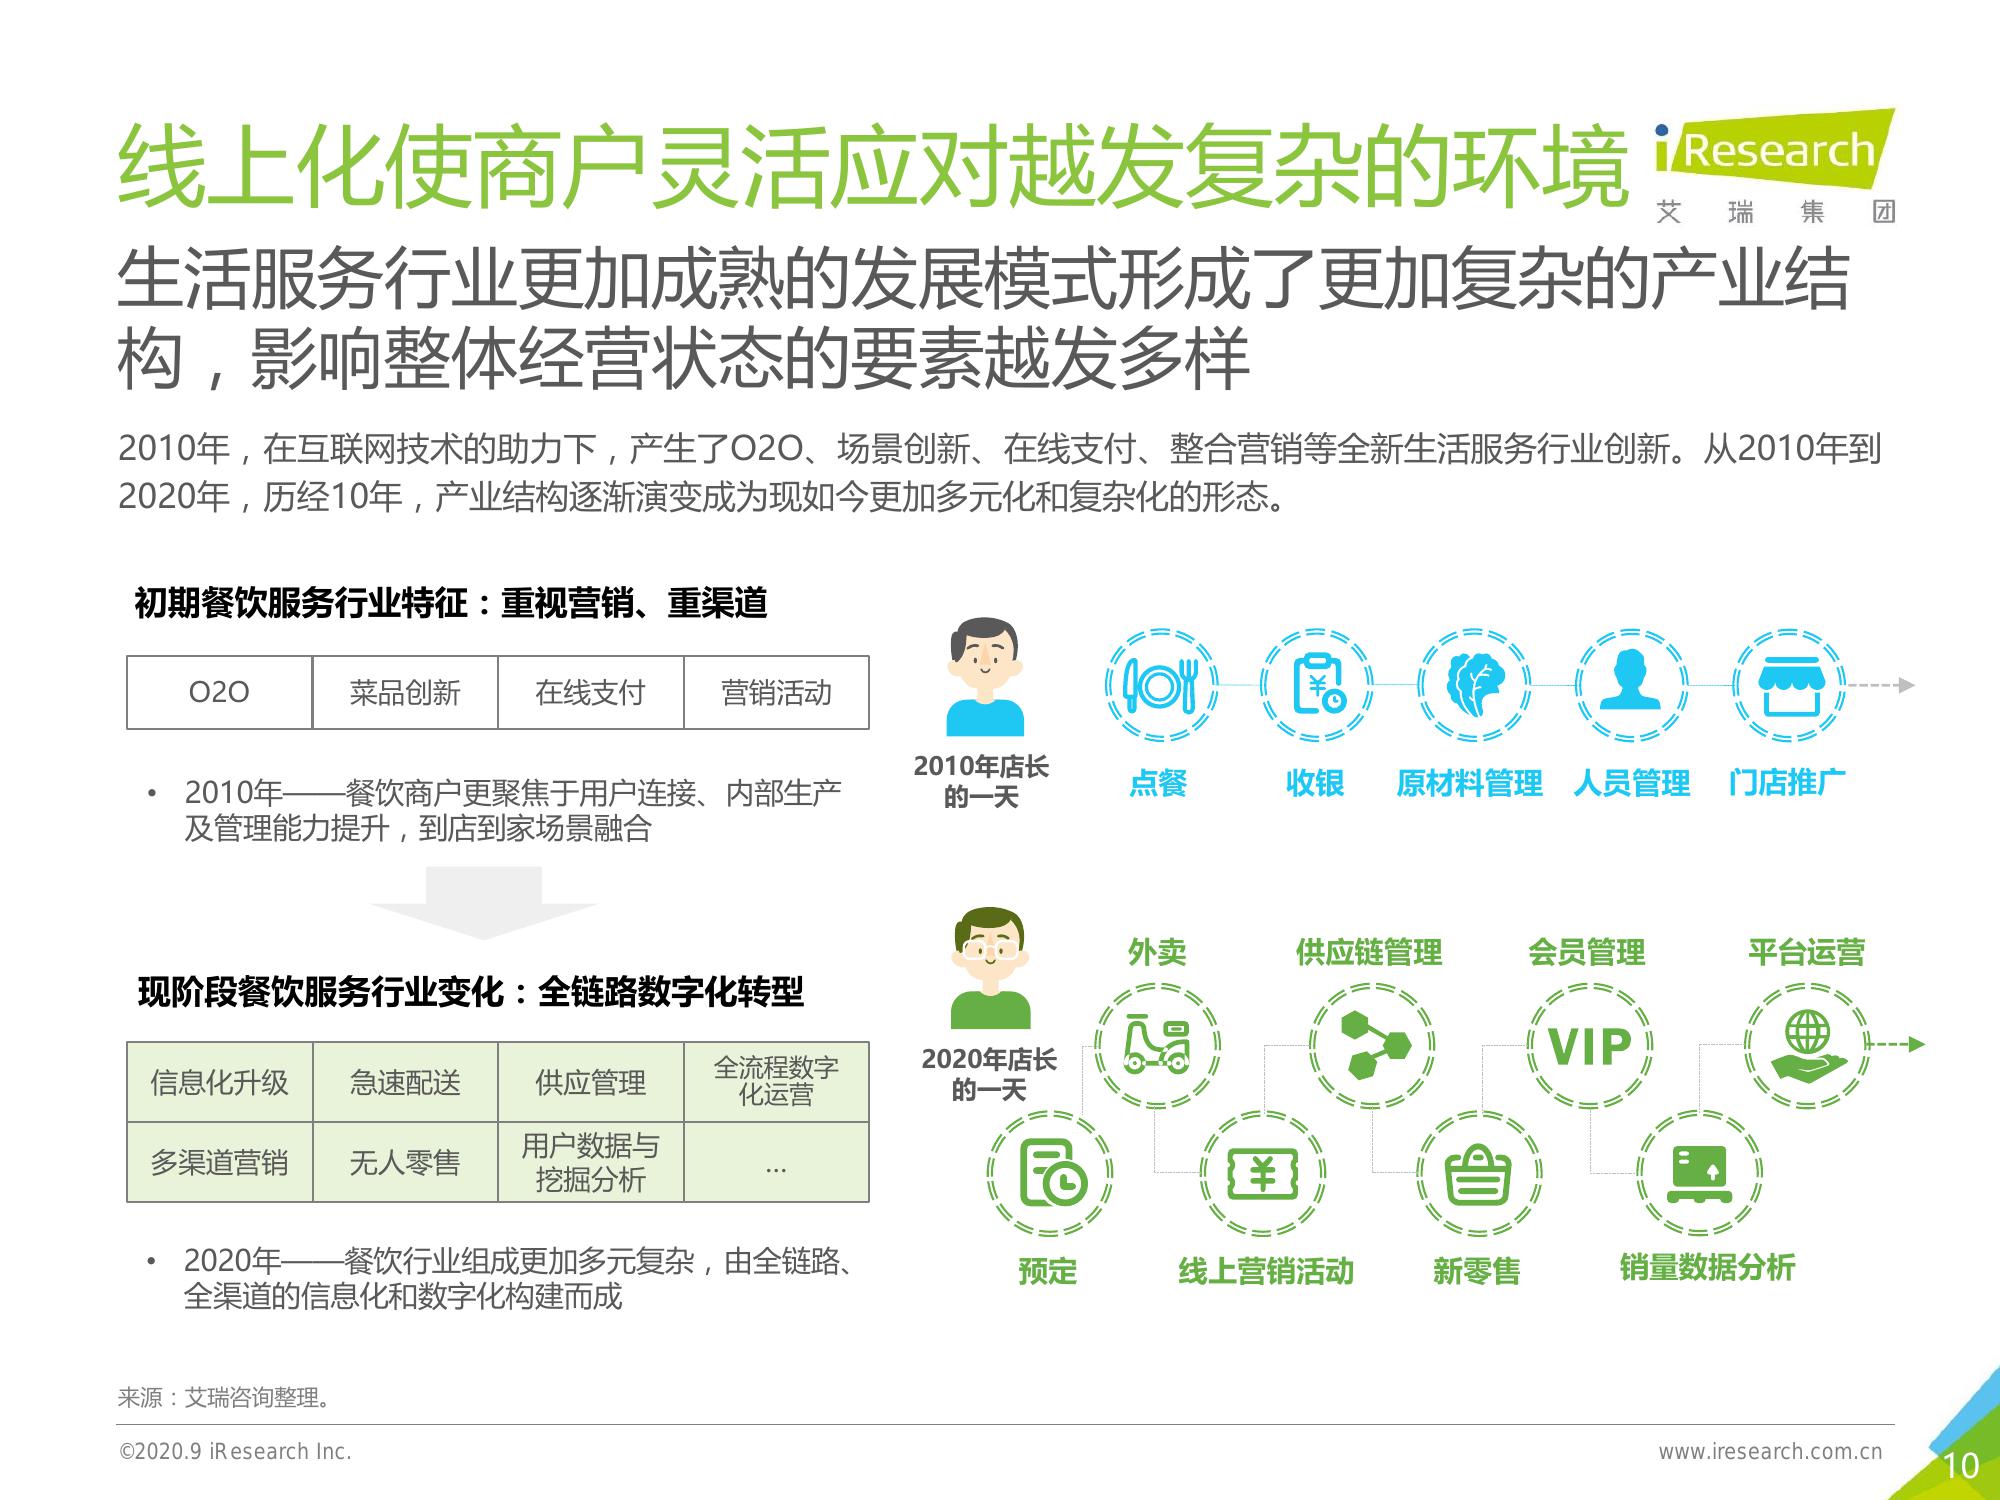 线上化使商户灵活应对越发复杂的环境
iResearch
艾瑞集团
生活服务行业更加成熟的发展模式形成了更加复杂的产业结
构，影响整体经营状态的要素越发多样
2010年，在互联网技术的助力下，产生了O2O、场景创新、在线支付、整合营销等全新生活服务行业创新。从2010年到
2020年，历经10年，产业结构逐渐演变成为现如今更加多元化和复杂化的形态。
初期餐饮服务行业特征：重视营销、重渠道
O2O
菜品创新
在线支付
营销活动
• 2010年——餐饮商户更聚焦于用户连接、内部生产
及管理能力提升，到店到家场景融合
2010年店长
的一天
点餐
收银
原材料管理
人员管理
门店推广
现阶段餐饮服务行业变化：全链路数字化转型
信息化升级
急速配送
供应管理
全流程数字
化运营
多渠道营销
无人零售
用户数据与
挖掘分析
...
• 2020年——餐饮行业组成更加多元复杂，由全链路、
全渠道的信息化和数字化构建而成
2020年店长
的一天
外卖
供应链管理
会员管理
平台运营
VIP
预定
线上营销活动
新零售
销量数据分析
来源：艾瑞咨询整理。
©2020.9 iResearch Inc.
www.iresearch.com.cn
10